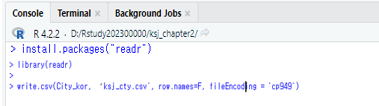 Console Terminal × Background Jobs ×
R 4.2.2 · D:/Rstudy202300000/ksj_chapter2/
> install.packages("readr")
> library(readr)
>
> write.csv(City_kor, 'ksj_cty.csv', row.names=F, fileEncoding = 'cp949')